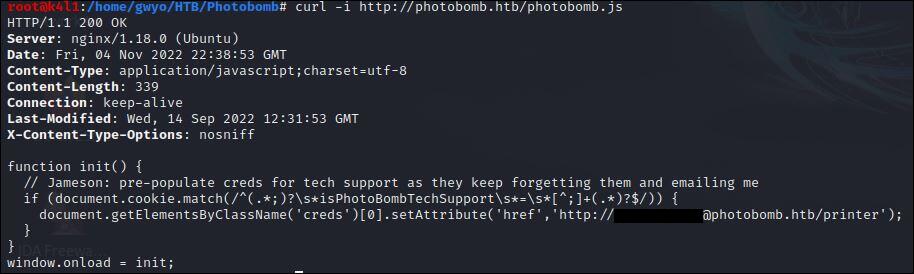 root@k4l1:/home/gwyo/HTB/Photobomb# curl -i http://photobomb.htb/photobomb.js
HTTP/1.1 200 OK
Server: nginx/1.18.0 (Ubuntu)
Date: Fri, 04 Nov 2022 22:38:53 GMT
Content-Type: application/javascript;charset=utf-8
Content-Length: 339
Connection: keep-alive
Last-Modified: Wed, 14 Sep 2022 12:31:53 GMT
X-Content-Type-Options: nosniff

function init() {
  // Jameson: pre-populate creds for tech support as they keep forgetting them and emailing me
  if (document.cookie.match(/^(.*;)?\s*isPhotoBombTechSupport\s*=\s*[^;]+(.*)?$/)) {
    document.getElementsByClassName('creds')[0].setAttribute('href','http://@photobomb.htb/printer');
  }
}
window.onload = init;